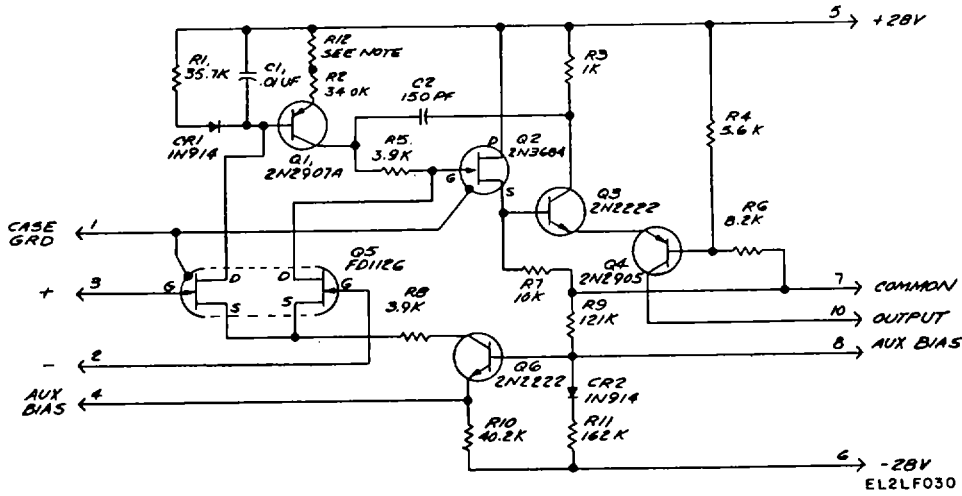 5
+28V
R1,
35.7K
C1,
.01UF
R12
SEE NOTE
R2
34.0K
C2
150 PF
R3
1K
CR1
1N914
Q1,
2N2907A
R5.
3.9K
G
D
S
Q2
2N3684
R4
5.6K
Q3
2N2222
R6
8.2K
CASE
GRD
1
+
3
G
D
S
D
S
G
Q5
FD1126
R8
3.9K
R7
10K
Q4
2N2905
7
COMMON
R9
121K
10
OUTPUT
8
AUX BIAS
-
2
Q6
2N2222
CR2
1N914
AUX
BIAS
4
R10
40.2K
R11
162K
6
-28V
EL2LF030